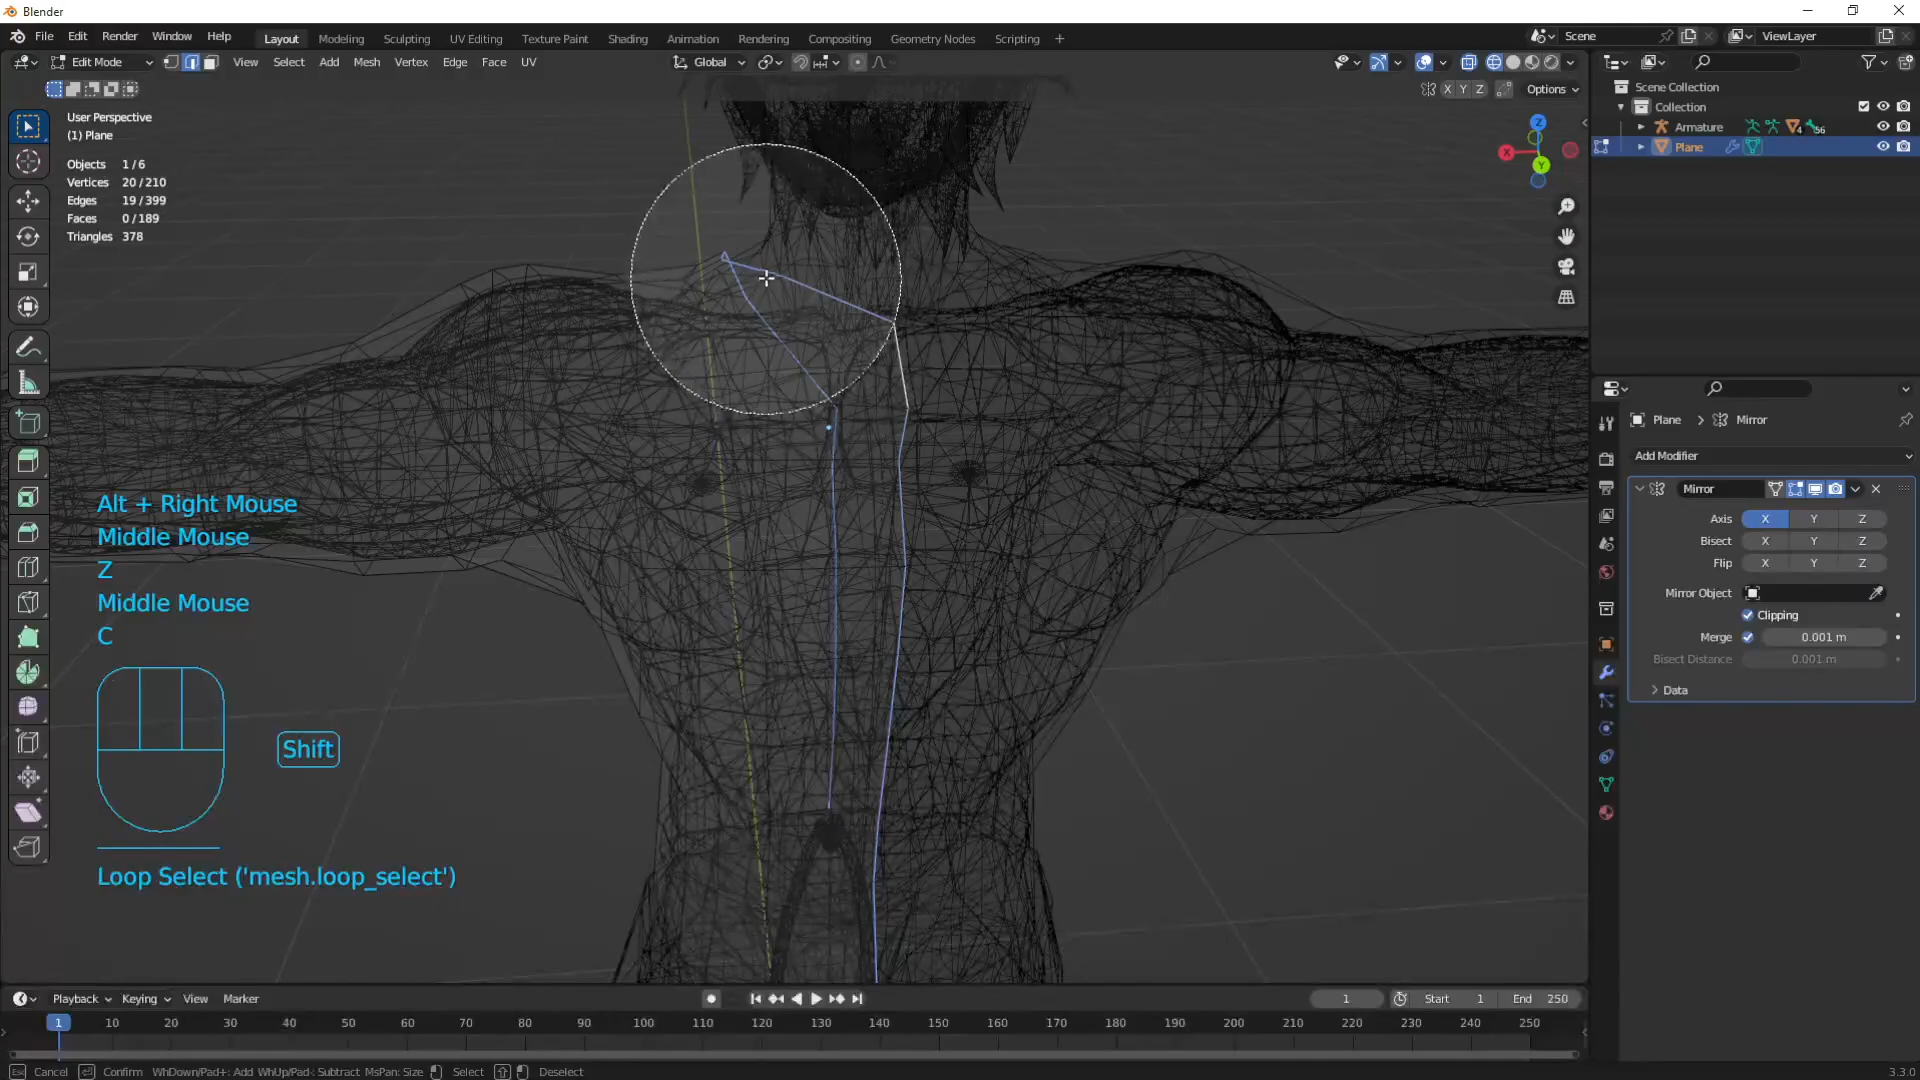 Blender
File Edit Render Window Help
Layout Modeling Sculpting UV Editing Texture Paint Shading Animation Rendering Compositing Geometry Nodes Scripting +
Scene
ViewLayer
Edit Mode View Select Add Mesh Vertex Edge Face UV
Global
X Y Z Options
User Perspective
(1) Plane
Objects 1/6
Vertices 20/210
Edges 19/399
Faces 0/189
Triangles 378
Z
X
Y
Scene Collection
Collection
Armature 4 56
Plane
Plane > Mirror
Add Modifier
Mirror
Axis X Y Z
Bisect X Y Z
Flip X Y Z
Mirror Object
Clipping
Merge 0.001 m
Bisect Distance 0.001 m
Data
Alt + Right Mouse
Middle Mouse
Z
Middle Mouse
C
Shift
Loop Select ('mesh.loop_select')
Playback Keying View Marker
1 Start 1 End 250
1 10 20 30 40 50 60 70 80 90 100 110 120 130 140 150 160 170 180 190 200 210 220 230 240 250
Esc Cancel Confirm WhDown/Pad+: Add WhUp/Pad-: Subtract MsPan: Size Select Deselect
3.3.0